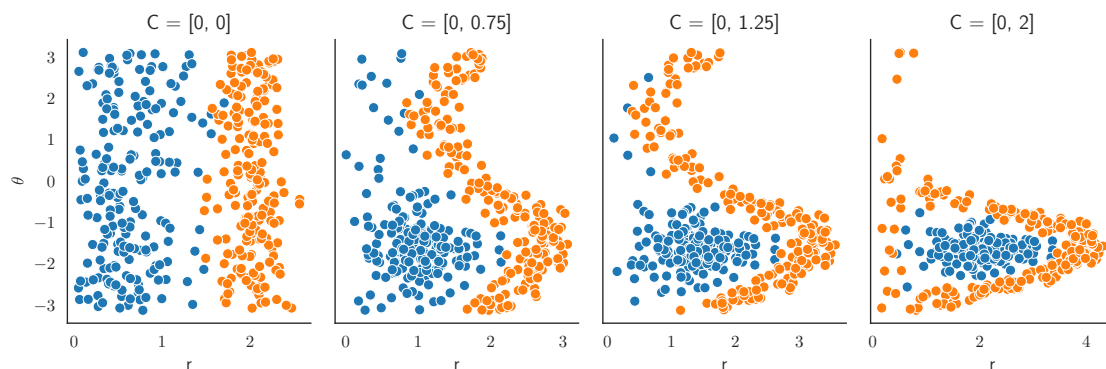 C = [0, 0]
C = [0, 0.75]
C = [0, 1.25]
C = [0, 2]
θ
3
2
1
0
−1
−2
−3
0 1 2
0 1 2 3
0 1 2 3
0 2 4
r
r
r
r